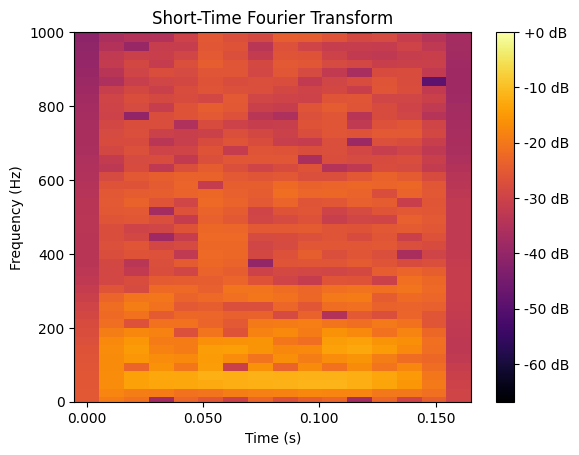 Short-Time Fourier Transform
1000
800
600
400
200
0
Frequency (Hz)
0.000
0.050
0.100
0.150
Time (s)
+0 dB
-10 dB
-20 dB
-30 dB
-40 dB
-50 dB
-60 dB